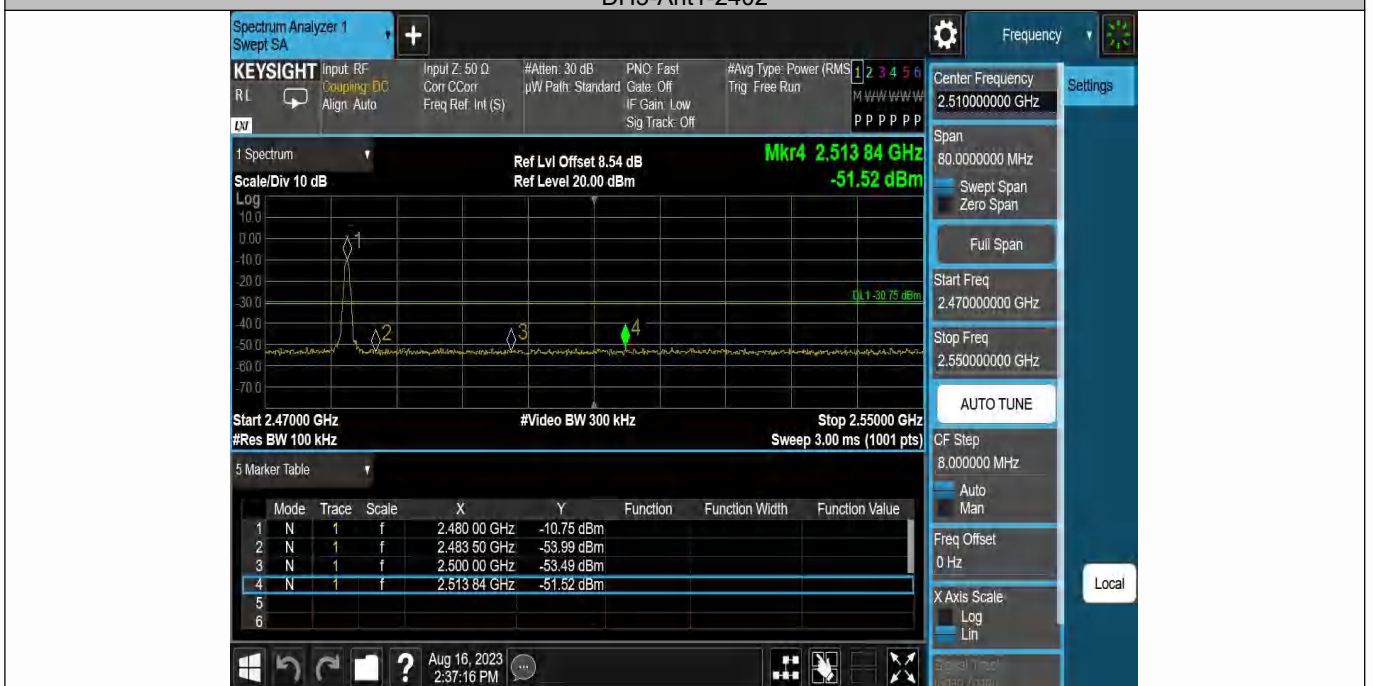 DH5-Ant1-2402
Spectrum Analyzer 1
Swept SA
+
Frequency
KEYSIGHT
RL
LXI
Input: RF
Coupling: DC
Align: Auto
Input Z: 50 Ω
Corr CCorr
Freq Ref: Int (S)
#Atten: 30 dB
µW Path: Standard
PNO: Fast
Gate: Off
IF Gain: Low
Sig Track: Off
#Avg Type: Power (RMS
Trig: Free Run
1 2 3 4 5 6
M W W W W W
P P P P P P
1 Spectrum
Scale/Div 10 dB
Ref Lvl Offset 8.54 dB
Ref Level 20.00 dBm
Mkr4 2.513 84 GHz
-51.52 dBm
Log
10.0
0.00
-10.0
-20.0
-30.0
-40.0
-50.0
-60.0
-70.0
1
2
3
4
DL1 -30.75 dBm
Start 2.47000 GHz
#Video BW 300 kHz
Stop 2.55000 GHz
#Res BW 100 kHz
Sweep 3.00 ms (1001 pts)
5 Marker Table
Mode Trace Scale X Y Function Function Width Function Value
1 N 1 f 2.480 00 GHz -10.75 dBm
2 N 1 f 2.483 50 GHz -53.99 dBm
3 N 1 f 2.500 00 GHz -53.49 dBm
4 N 1 f 2.513 84 GHz -51.52 dBm
5
6
Aug 16, 2023
2:37:16 PM
Center Frequency
2.510000000 GHz
Settings
Span
80.0000000 MHz
Swept Span
Zero Span
Full Span
Start Freq
2.470000000 GHz
Stop Freq
2.550000000 GHz
AUTO TUNE
CF Step
8.000000 MHz
Auto
Man
Freq Offset
0 Hz
X Axis Scale
Log
Lin
Local
Signal Track